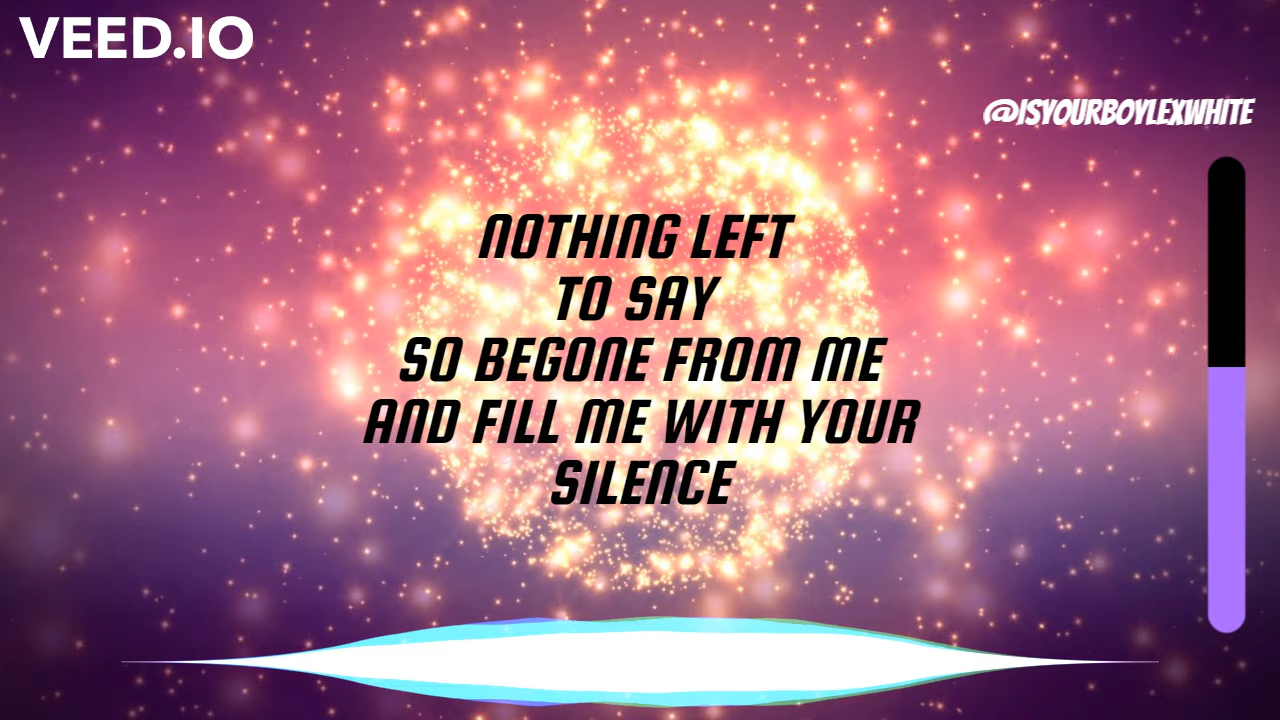 VEED.IO
@ISYOURBOYLEXWHITE
NOTHING LEFT
TO SAY
SO BEGONE FROM ME
AND FILL ME WITH YOUR
SILENCE